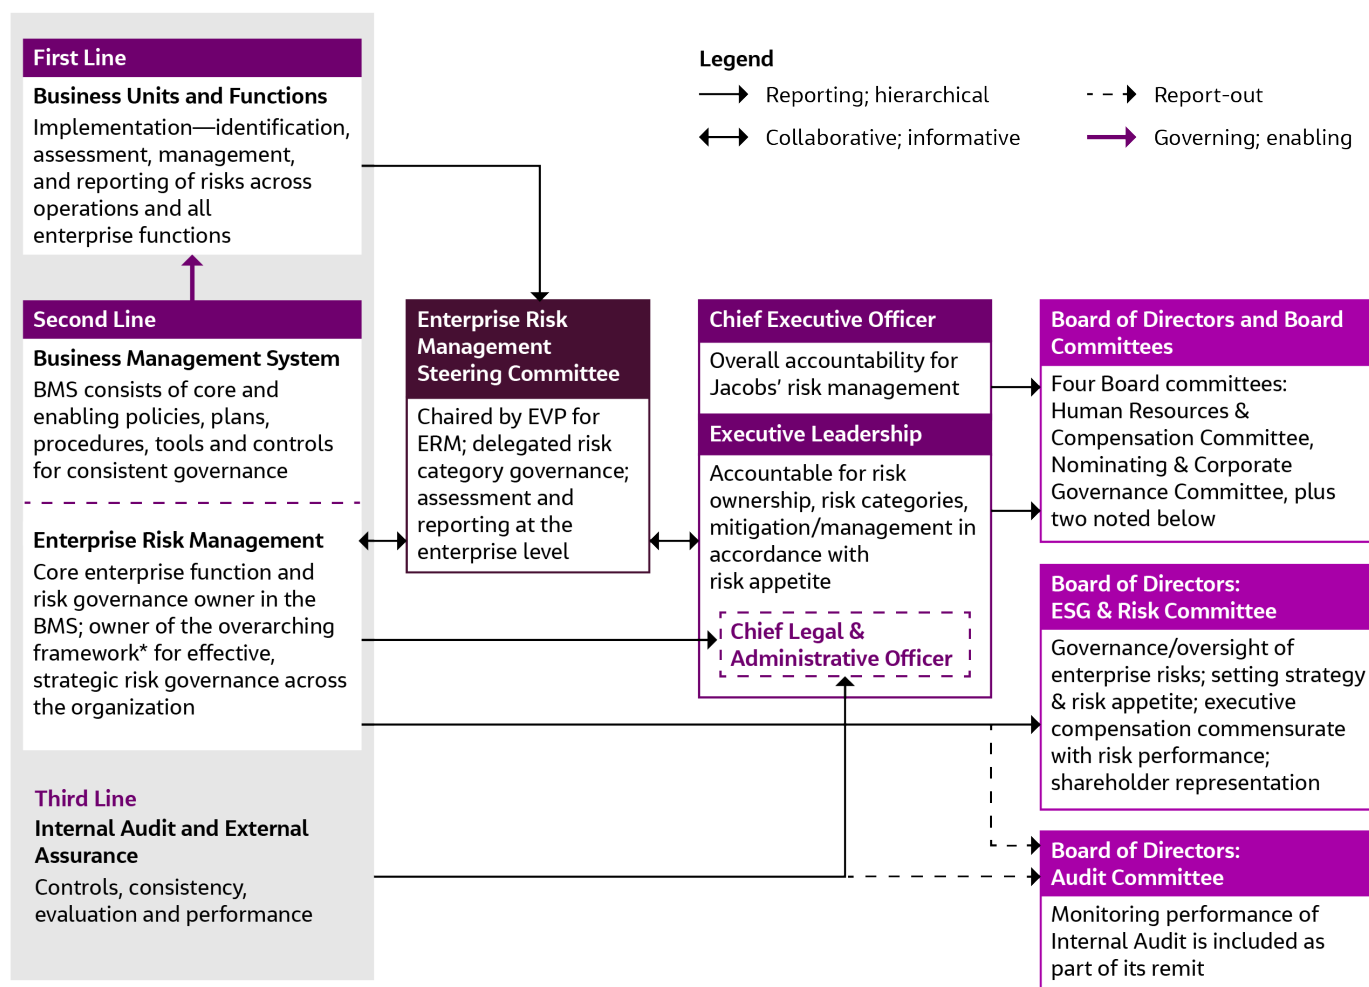 First Line
Business Units and Functions
Implementation—identification,
assessment, management,
and reporting of risks across
operations and all
enterprise functions
Second Line
Business Management System
BMS consists of core and
enabling policies, plans,
procedures, tools and controls
for consistent governance
Enterprise Risk Management
Core enterprise function and
risk governance owner in the
BMS; owner of the overarching
framework* for effective,
strategic risk governance across
the organization
Third Line
Internal Audit and External
Assurance
Controls, consistency,
evaluation and performance
Legend
Reporting; hierarchical
Report-out
Collaborative; informative
Governing; enabling
Enterprise Risk
Management
Steering Committee
Chaired by EVP for
ERM; delegated risk
category governance;
assessment and
reporting at the
enterprise level
Chief Executive Officer
Overall accountability for
Jacobs’ risk management
Executive Leadership
Accountable for risk
ownership, risk categories,
mitigation/management in
accordance with
risk appetite
Chief Legal &
Administrative Officer
Board of Directors and Board
Committees
Four Board committees:
Human Resources &
Compensation Committee,
Nominating & Corporate
Governance Committee, plus
two noted below
Board of Directors:
ESG & Risk Committee
Governance/oversight of
enterprise risks; setting strategy
& risk appetite; executive
compensation commensurate
with risk performance;
shareholder representation
Board of Directors:
Audit Committee
Monitoring performance of
Internal Audit is included as
part of its remit